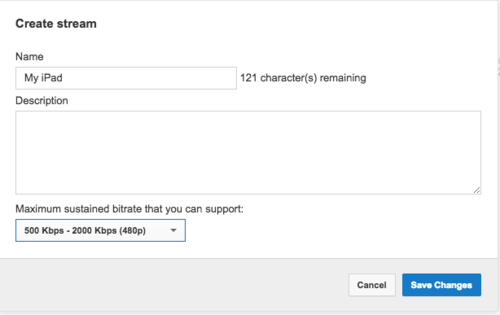 Create stream
Name
My iPad 121 character(s) remaining
Description
Maximum sustained bitrate that you can support:
500 Kbps - 2000 Kbps (480p)
Cancel Save Changes